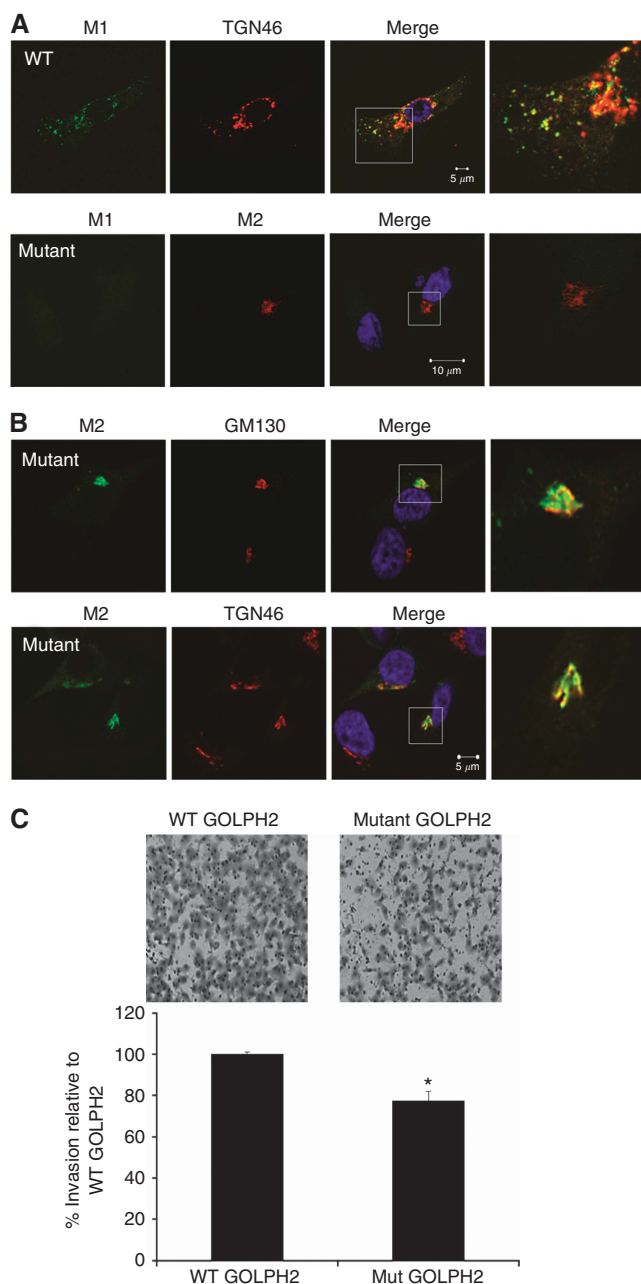 A
M1 TGN46 Merge
WT
5 μm
M1 M2 Merge
Mutant
10 μm
B
M2 GM130 Merge
Mutant
M2 TGN46 Merge
Mutant
5 μm
C
WT GOLPH2 Mutant GOLPH2
120
100
80
60
40
20
0
% Invasion relative to
WT GOLPH2
*
WT GOLPH2 Mut GOLPH2